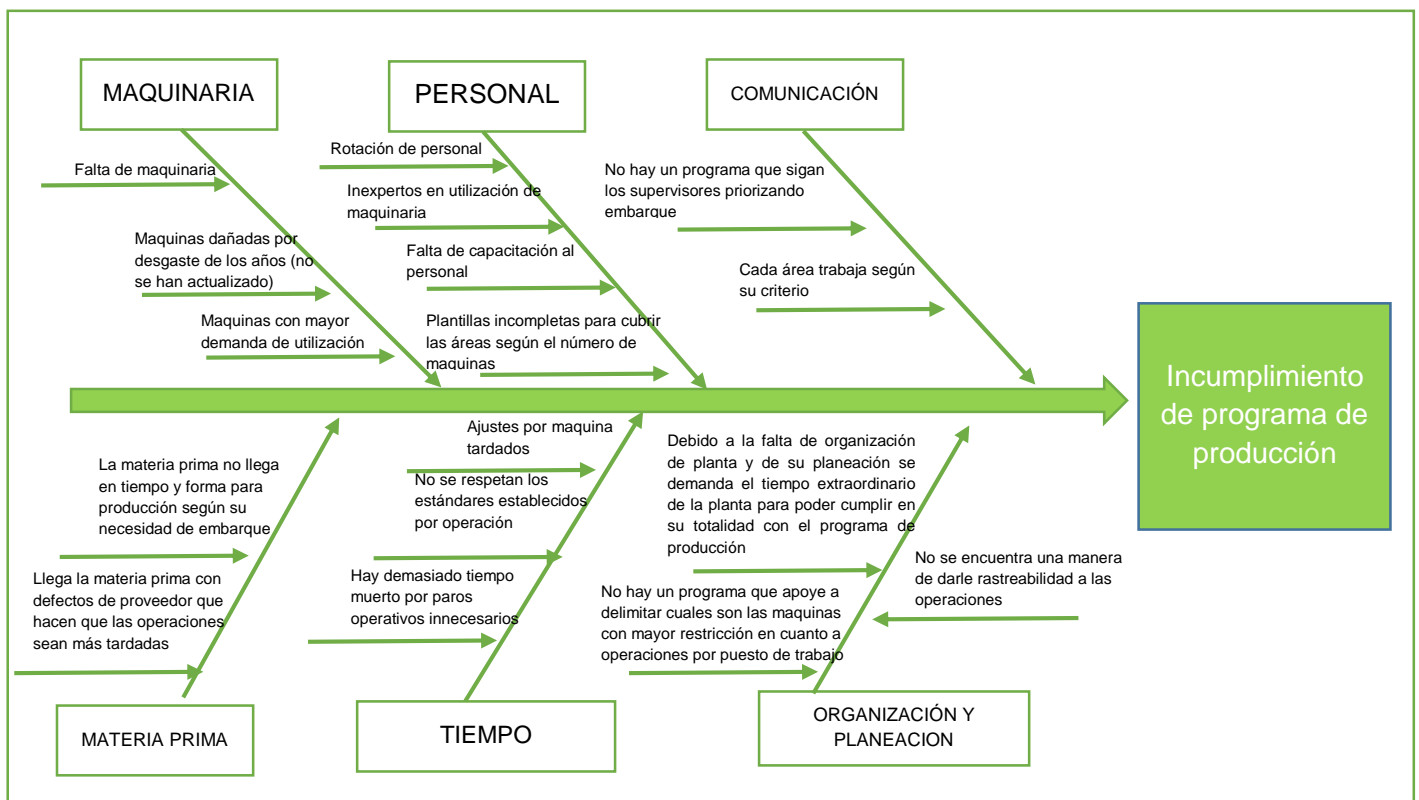 MAQUINARIA
PERSONAL
COMUNICACIÓN
Falta de maquinaria
Maquinas dañadas por
desgaste de los años (no
se han actualizado)
Maquinas con mayor
demanda de utilización
Rotación de personal
Inexpertos en utilización de
maquinaria
Falta de capacitación al
personal
Plantillas incompletas para cubrir
las áreas según el número de
maquinas
No hay un programa que sigan
los supervisores priorizando
embarque
Cada área trabaja según
su criterio
Incumplimiento
de programa de
producción
La materia prima no llega
en tiempo y forma para
producción según su
necesidad de embarque
Llega la materia prima con
defectos de proveedor que
hacen que las operaciones
sean más tardadas
Ajustes por maquina
tardados
No se respetan los
estándares establecidos
por operación
Hay demasiado tiempo
muerto por paros
operativos innecesarios
Debido a la falta de organización
de planta y de su planeación se
demanda el tiempo extraordinario
de la planta para poder cumplir en
su totalidad con el programa de
producción
No hay un programa que apoye a
delimitar cuales son las maquinas
con mayor restricción en cuanto a
operaciones por puesto de trabajo
No se encuentra una manera
de darle rastreabilidad a las
operaciones
MATERIA PRIMA
TIEMPO
ORGANIZACIÓN Y
PLANEACION